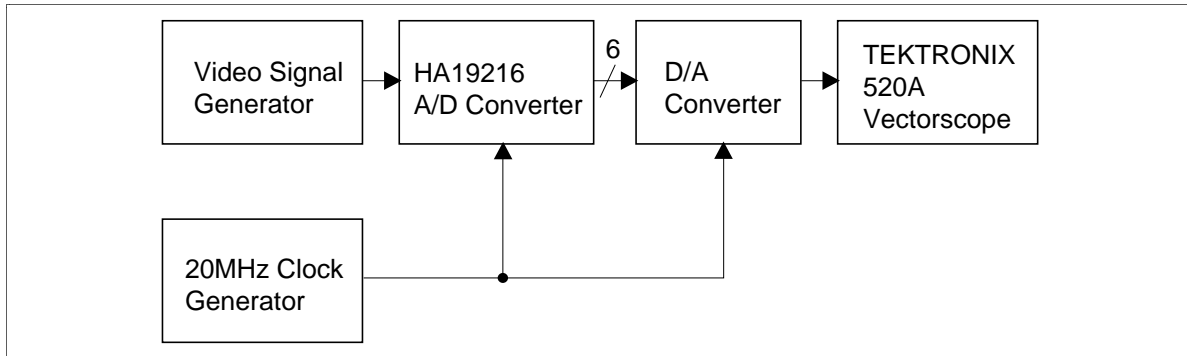 Video Signal
Generator
HA19216
A/D Converter
6
D/A
Converter
TEKTRONIX
520A
Vectorscope
20MHz Clock
Generator